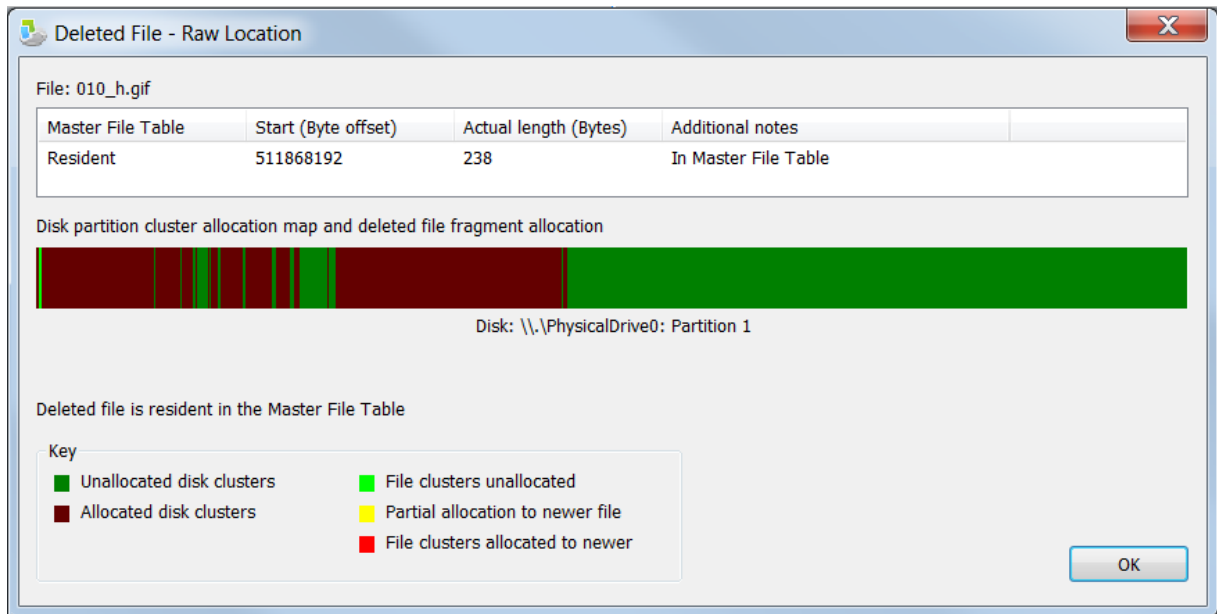 Deleted File - Raw Location
File: 010_h.gif
Master File Table Start (Byte offset) Actual length (Bytes) Additional notes
Resident 511868192 238 In Master File Table
Disk partition cluster allocation map and deleted file fragment allocation
Disk: \\.\PhysicalDrive0: Partition 1
Deleted file is resident in the Master File Table
Key
Unallocated disk clusters File clusters unallocated
Allocated disk clusters Partial allocation to newer file
File clusters allocated to newer
OK